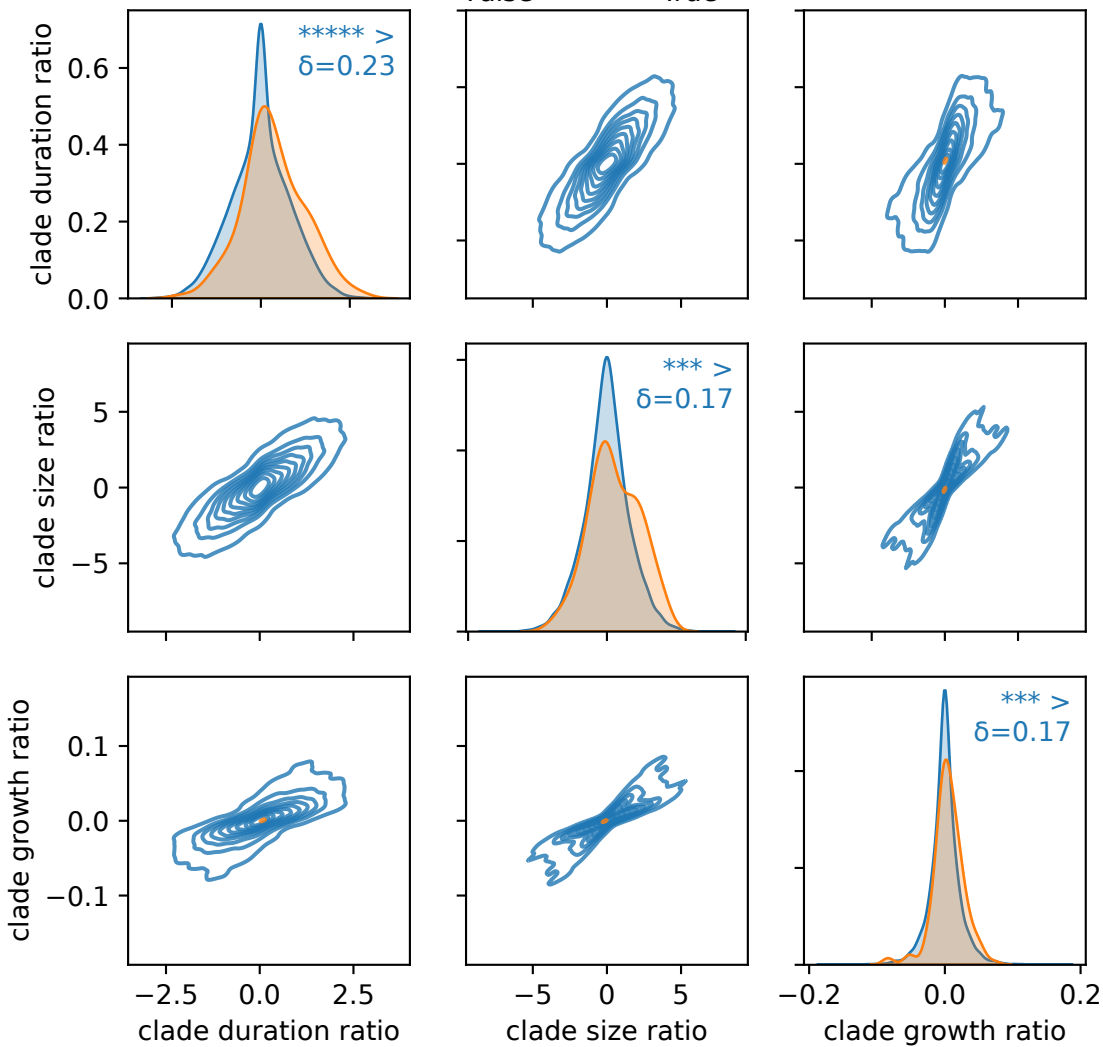 ***** >
δ=0.23
clade duration ratio
0.6
0.4
0.2
0.0
*** >
δ=0.17
clade size ratio
5
0
−5
*** >
δ=0.17
clade growth ratio
0.1
0.0
−0.1
−2.5 0.0 2.5
−5 0 5
−0.2 0.0 0.2
clade duration ratio
clade size ratio
clade growth ratio